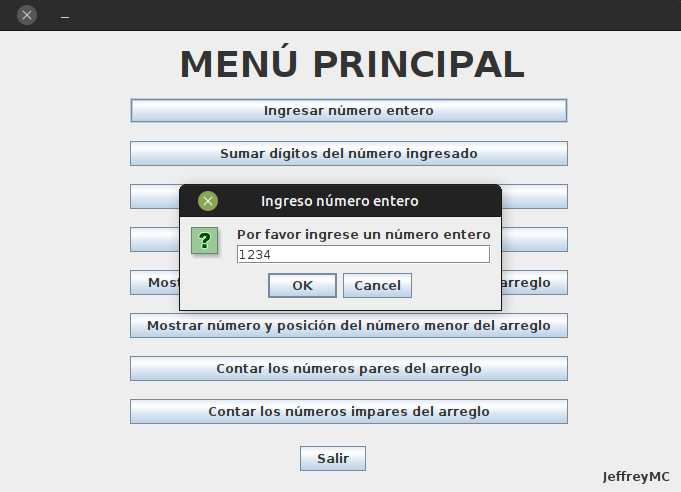 MENÚ PRINCIPAL
Ingresar número entero
Sumar dígitos del número ingresado
Ingreso número entero
Por favor ingrese un número entero
1234
OK
Cancel
Most
arreglo
Mostrar número y posición del número menor del arreglo
Contar los números pares del arreglo
Contar los números impares del arreglo
Salir
JeffreyMC